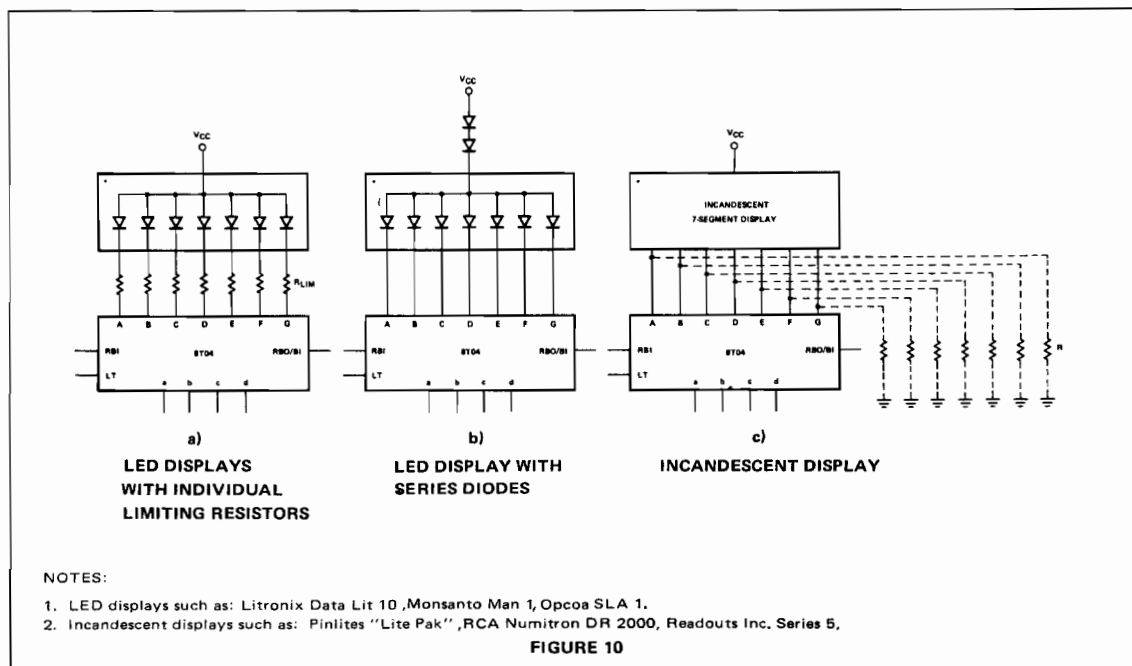 VCC
VCC
VCC
INCANDESCENT
7-SEGMENT DISPLAY
RLIM
A B C D E F G
RBI 8T04 RBO/BI
LT
a b c d
A B C D E F G
RBI 8T04 RBO/BI
LT
a b c d
A B C D E F G
RBI 8T04 RBO/BI
LT
a b c d
R
a)
LED DISPLAYS
WITH INDIVIDUAL
LIMITING RESISTORS
b)
LED DISPLAY WITH
SERIES DIODES
c)
INCANDESCENT DISPLAY
NOTES:
1. LED displays such as: Litronix Data Lit 10 ,Monsanto Man 1, Opcoa SLA 1.
2. Incandescent displays such as: Pinlites "Lite Pak" ,RCA Numitron DR 2000, Readouts Inc. Series 5.
FIGURE 10